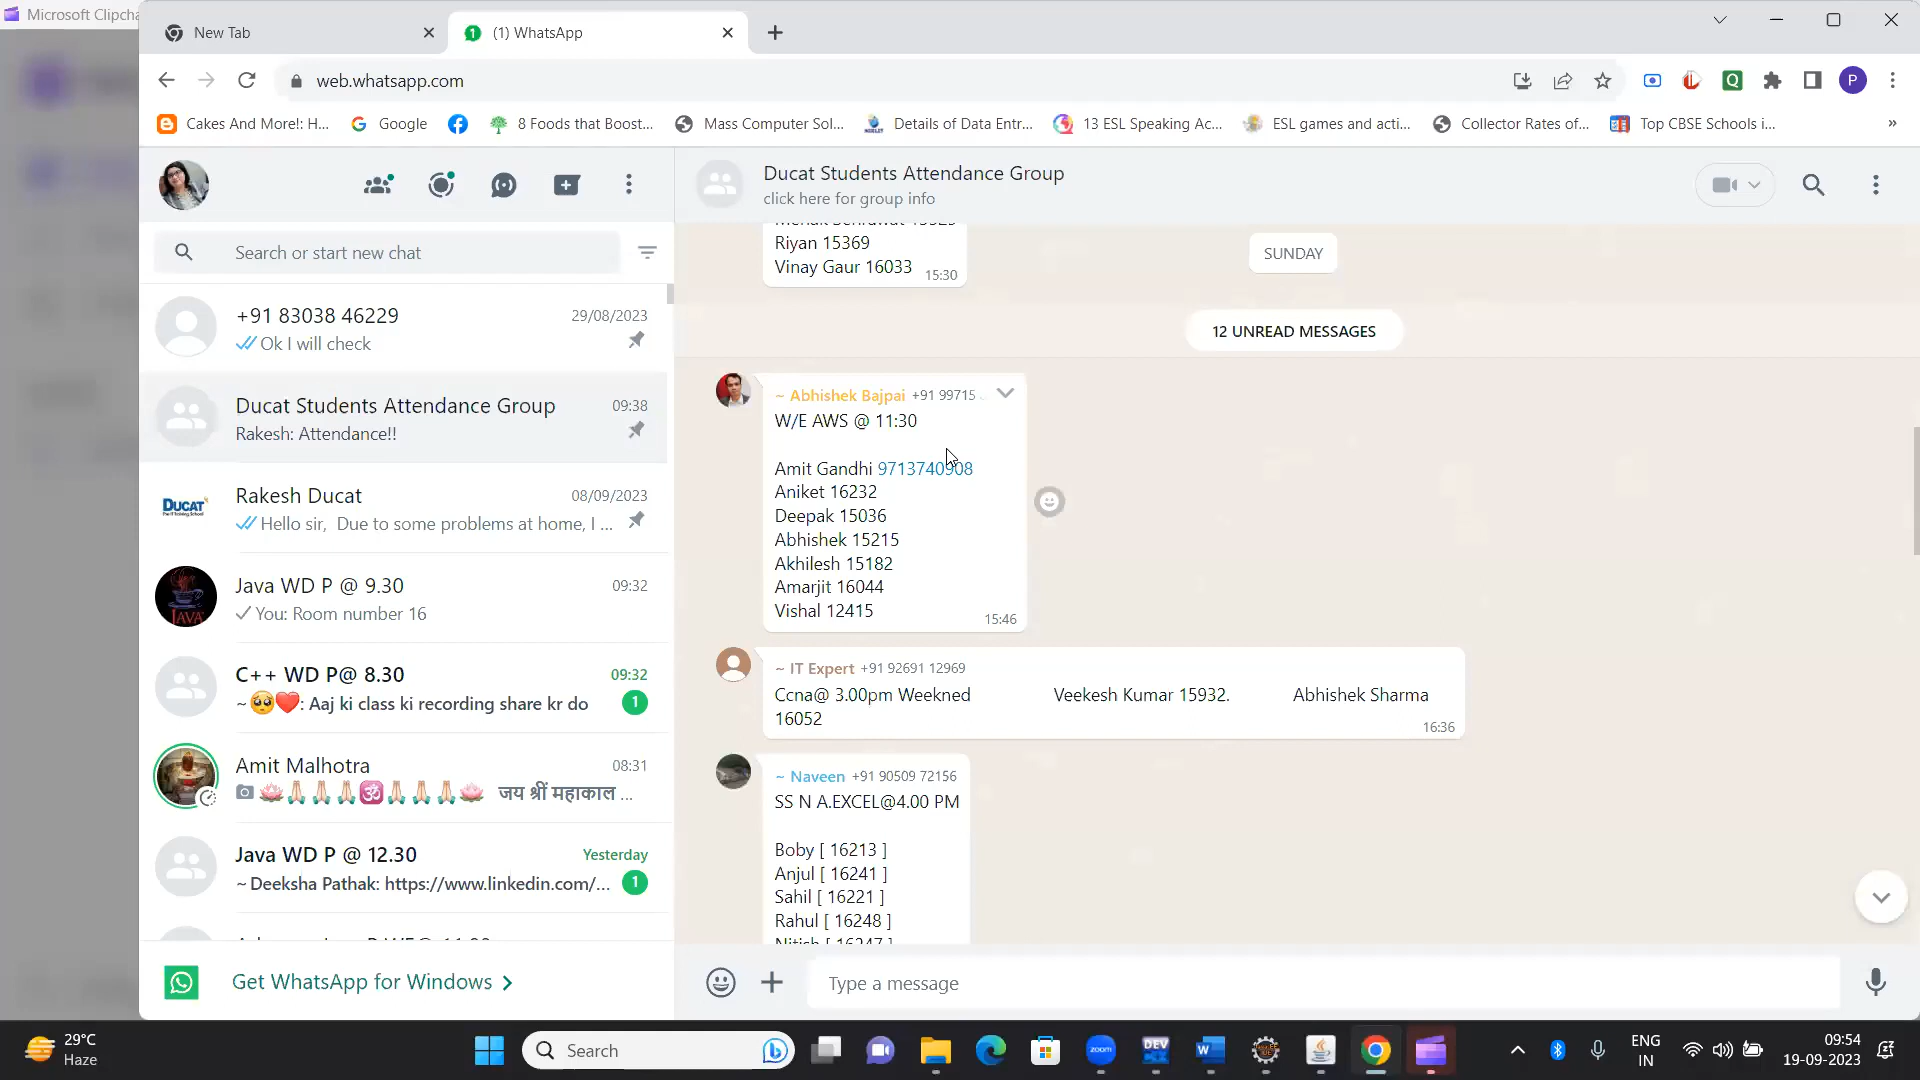 Microsoft Clipcha
New Tab
(1) WhatsApp
web.whatsapp.com
Q
P
Cakes And More!: H...
Google
8 Foods that Boost...
Mass Computer Sol...
Details of Data Entr...
13 ESL Speaking Ac...
ESL games and acti...
Collector Rates of...
Top CBSE Schools i...
»
Search or start new chat
+91 83038 46229
29/08/2023
Ok I will check
Ducat Students Attendance Group
09:38
Rakesh: Attendance!!
DUCAT
Rakesh Ducat
08/09/2023
Hello sir, Due to some problems at home, I ...
JAVA
Java WD P @ 9.30
09:32
You: Room number 16
C++ WD P@ 8.30
09:32
~🥺❤️: Aaj ki class ki recording share kr do
1
Amit Malhotra
08:31
🪷🙏🏻🙏🏻🙏🏻🕉️🙏🏻🙏🏻🙏🏻🪷 जय श्रीं महाकाल ...
Java WD P @ 12.30
Yesterday
~ Deeksha Pathak: https://www.linkedin.com/...
1
Get WhatsApp for Windows
Ducat Students Attendance Group
click here for group info
Riyan 15369
Vinay Gaur 16033
15:30
SUNDAY
12 UNREAD MESSAGES
~ Abhishek Bajpai +91 99715
W/E AWS @ 11:30
Amit Gandhi 9713740908
Aniket 16232
Deepak 15036
Abhishek 15215
Akhilesh 15182
Amarjit 16044
Vishal 12415
15:46
~ IT Expert +91 92691 12969
Ccna@ 3.00pm Weekned Veekesh Kumar 15932. Abhishek Sharma
16052
16:36
~ Naveen +91 90509 72156
SS N A.EXCEL@4.00 PM
Boby [ 16213 ]
Anjul [ 16241 ]
Sahil [ 16221 ]
Rahul [ 16248 ]
Nitish [ 16247 ]
Type a message
29°C
Haze
Search
zoom
DEV
W
ENG
IN
09:54
19-09-2023